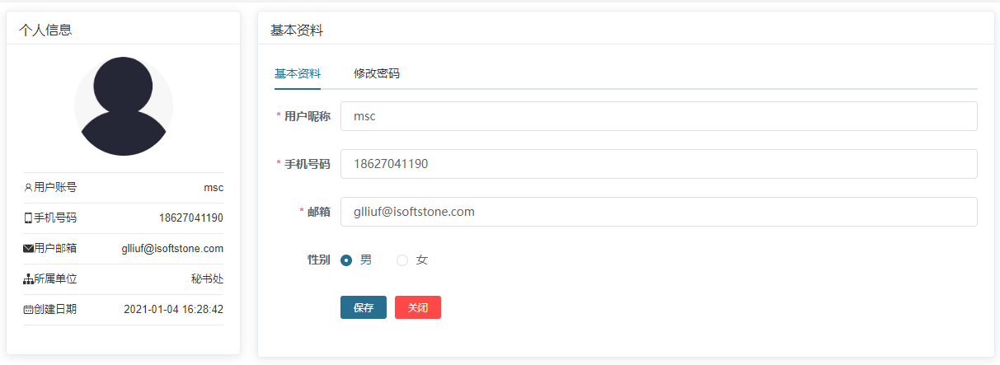 个人信息
用户账号 msc
手机号码 18627041190
用户邮箱 glliuf@isoftstone.com
所属单位 秘书处
创建日期 2021-01-04 16:28:42
基本资料
基本资料 修改密码
* 用户昵称 msc
* 手机号码 18627041190
* 邮箱 glliuf@isoftstone.com
性别 男 女
保存 关闭